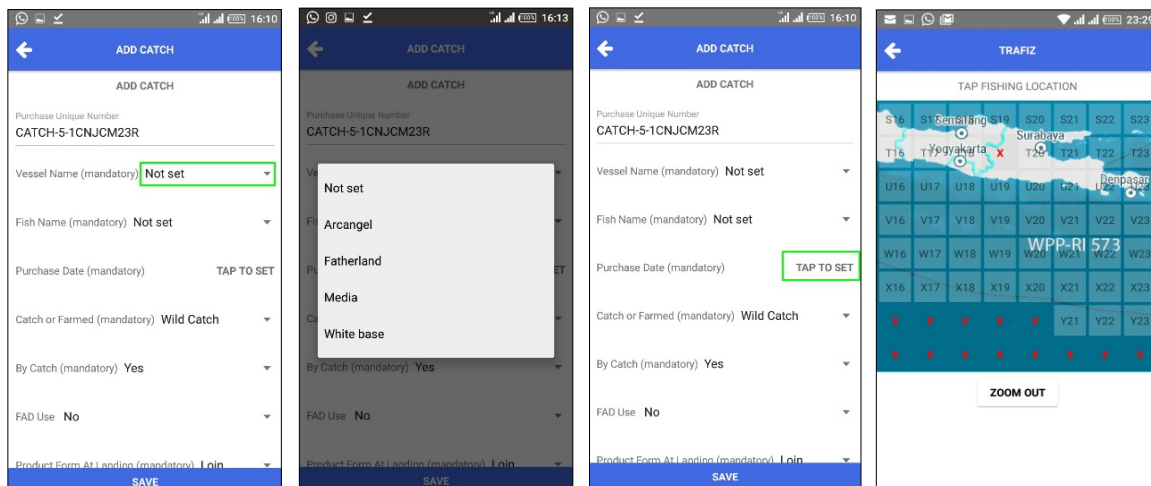 16:10
ADD CATCH
ADD CATCH
Purchase Unique Number
CATCH-5-1CNJCM23R
Vessel Name (mandatory) Not set
Fish Name (mandatory) Not set
Purchase Date (mandatory) TAP TO SET
Catch or Farmed (mandatory) Wild Catch
By Catch (mandatory) Yes
FAD Use No
Product Form At Landing (mandatory) Loin
SAVE
16:13
ADD CATCH
ADD CATCH
Purchase Unique Number
CATCH-5-1CNJCM23R
Not set
Arcangel
Fatherland
Media
White base
By Catch (mandatory) Yes
FAD Use No
Product Form At Landing (mandatory) Loin
SAVE
16:10
ADD CATCH
ADD CATCH
Purchase Unique Number
CATCH-5-1CNJCM23R
Vessel Name (mandatory) Not set
Fish Name (mandatory) Not set
Purchase Date (mandatory) TAP TO SET
Catch or Farmed (mandatory) Wild Catch
By Catch (mandatory) Yes
FAD Use No
Product Form At Landing (mandatory) Loin
SAVE
23:29
TRAFIZ
TAP FISHING LOCATION
S16 Semarang S19 S20 S21 S22 S23
Surabaya
T16 Yogyakarta X T20 T21 T22 T23
Denpasar
U16 U17 U18 U19 U20 U21 U22 U23
V16 V17 V18 V19 V20 V21 V22 V23
WPP-RI 573
W16 W17 W18 W19 W20 W21 W22 W23
X16 X17 X18 X19 X20 X21 X22 X23
X X X X X Y21 Y22 Y23
X X X X X X X X
ZOOM OUT